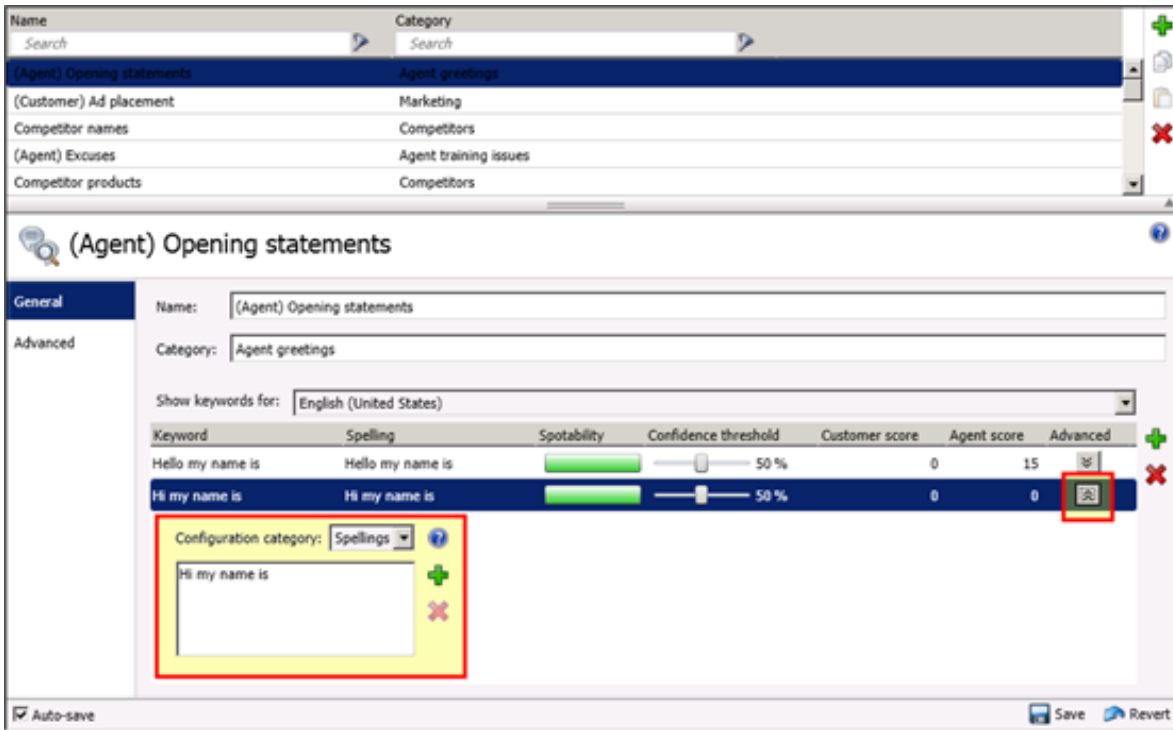 Name Category
Search Search
(Agent) Opening statements Agent greetings
(Customer) Ad placement Marketing
Competitor names Competitors
(Agent) Excuses Agent training issues
Competitor products Competitors
(Agent) Opening statements
General
Advanced
Name: (Agent) Opening statements
Category: Agent greetings
Show keywords for: English (United States)
Keyword Spelling Spotability Confidence threshold Customer score Agent score Advanced
Hello my name is Hello my name is 50 % 0 15
Hi my name is Hi my name is 50 % 0 0
Configuration category: Spellings
Hi my name is
Auto-save Save Revert